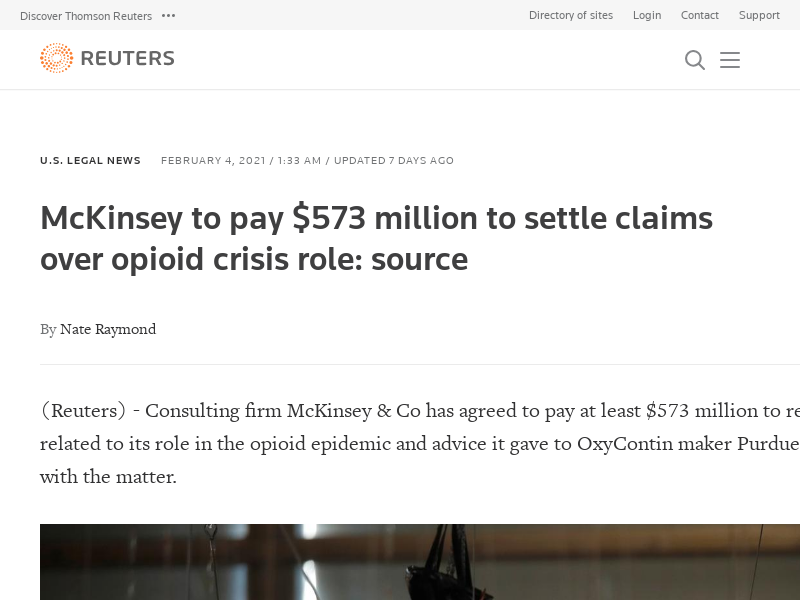 Discover Thomson Reuters
Directory of sites Login Contact Support
REUTERS
U.S. LEGAL NEWS FEBRUARY 4, 2021 / 1:33 AM / UPDATED 7 DAYS AGO
McKinsey to pay $573 million to settle claims
over opioid crisis role: source
By Nate Raymond
(Reuters) - Consulting firm McKinsey & Co has agreed to pay at least $573 million to
related to its role in the opioid epidemic and advice it gave to OxyContin maker Purdue
with the matter.